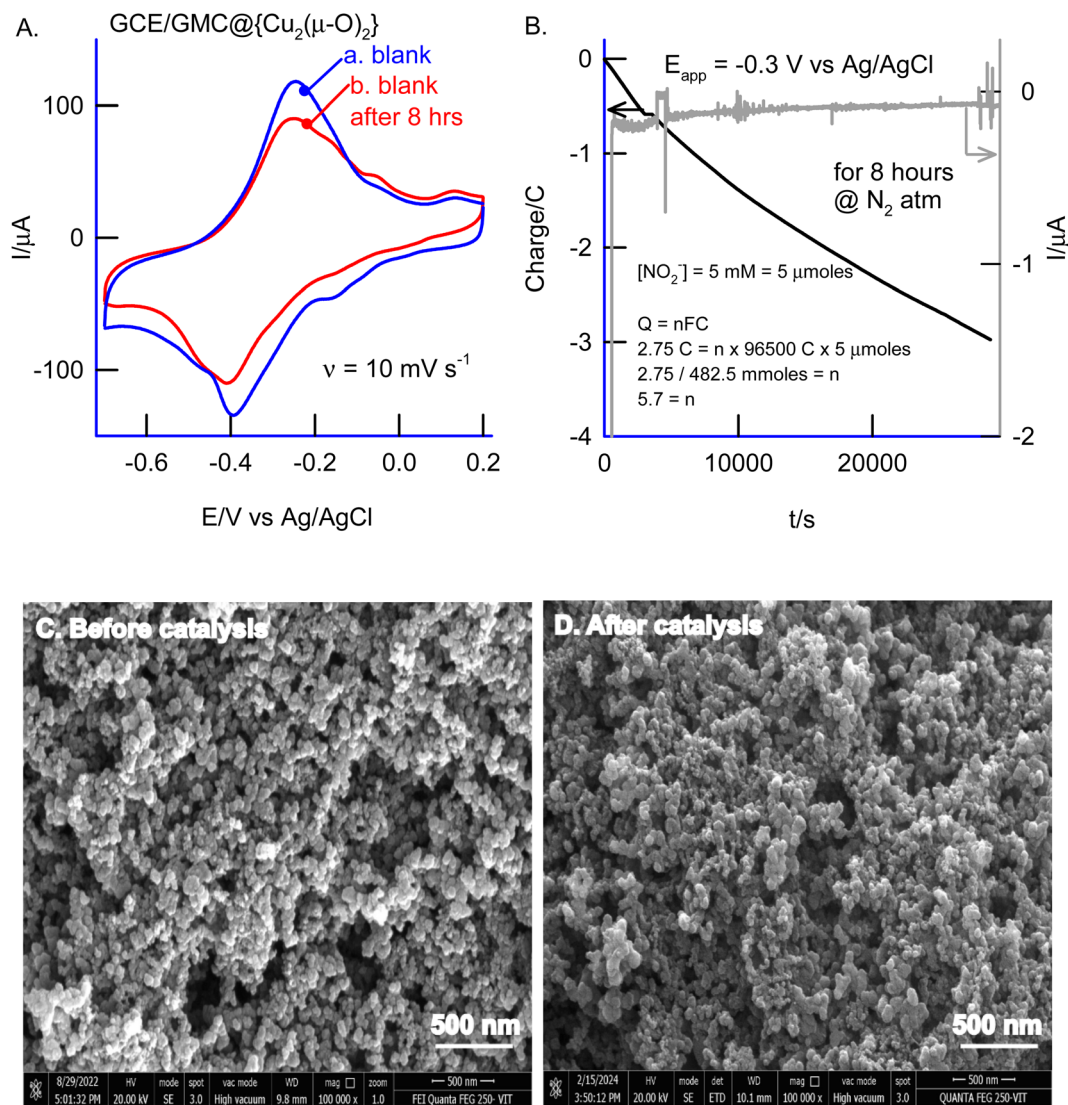 A.
GCE/GMC@{Cu₂(μ-O)₂}
a. blank
b. blank
after 8 hrs
100
0
-100
I/μA
ν = 10 mV s⁻¹
-0.6
-0.4
-0.2
0.0
0.2
E/V vs Ag/AgCl
B.
Eapp = -0.3 V vs Ag/AgCl
for 8 hours
@ N₂ atm
[NO₂⁻] = 5 mM = 5 μmoles
Q = nFC
2.75 C = n x 96500 C x 5 μmoles
2.75 / 482.5 mmoles = n
5.7 = n
0
-1
-2
-3
-4
Charge/C
0
-1
-2
I/μA
0
10000
20000
t/s
C. Before catalysis
500 nm
8/29/2022
5:01:32 PM
HV
20.00 kV
mode
SE
spot
3.0
vac mode
High vacuum
WD
9.8 mm
mag
100 000 x
zoom
1.0
500 nm
FEI Quanta FEG 250- VIT
D. After catalysis
500 nm
2/15/2024
3:50:12 PM
HV
20.00 kV
mode
SE
det
ETD
WD
10.1 mm
mag
100 000 x
vac mode
High vacuum
spot
3.0
500 nm
QUANTA FEG 250-VIT